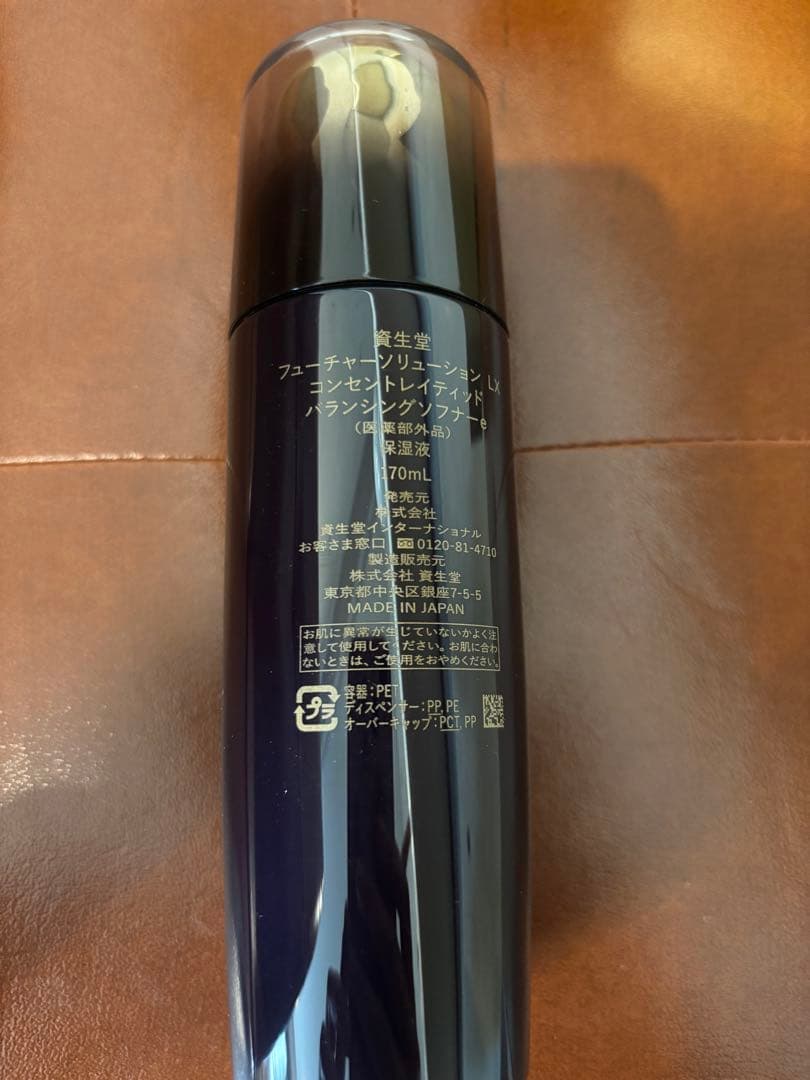 資生堂
フューチャーソリューション LX
コンセントレイティッド
バランシングソフナーe
（医薬部外品）
保湿液
170mL
発売元
株式会社
資生堂インターナショナル
お客さま窓口 0120-81-4710
製造販売元
株式会社 資生堂
東京都中央区銀座7-5-5
MADE IN JAPAN
お肌に異常が生じていないかよく注
意して使用してください。お肌に合わ
ないときは、ご使用をおやめください。
プラ
容器:PET
ディスペンサー:PP, PE
オーバーキャップ:PCT, PP